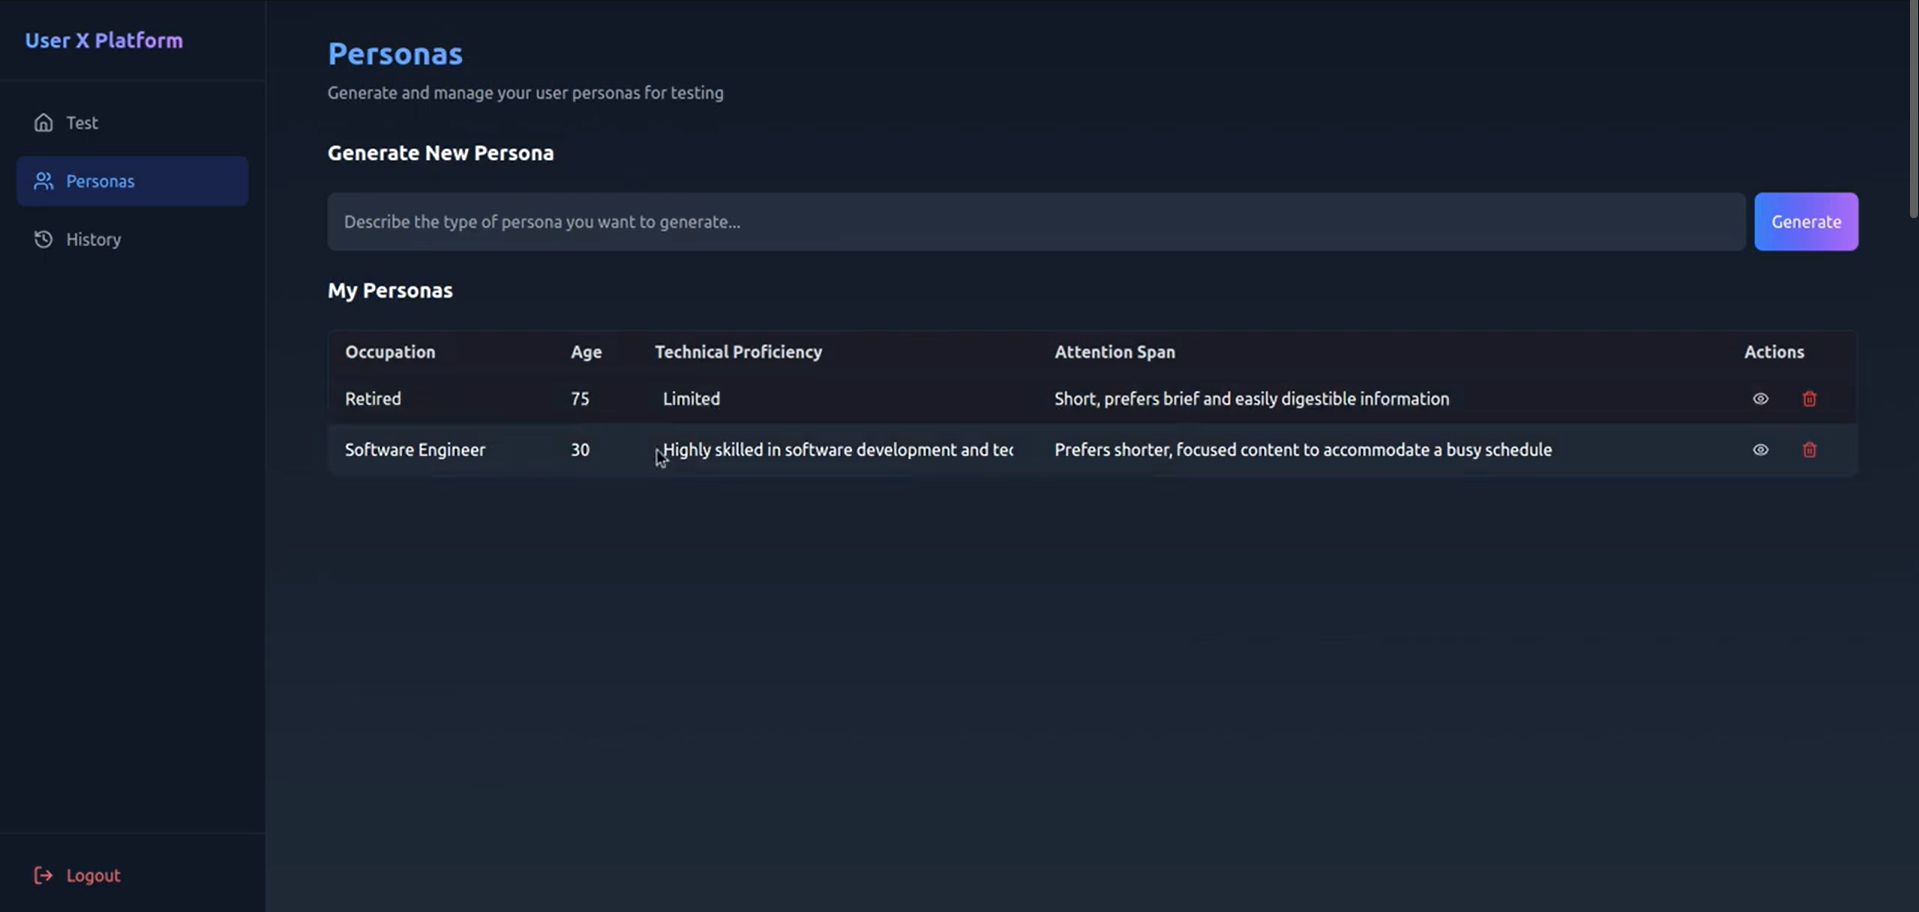 User X Platform
Test
Personas
History
Logout
Personas
Generate and manage your user personas for testing
Generate New Persona
Describe the type of persona you want to generate...
Generate
My Personas
Occupation Age Technical Proficiency Attention Span Actions
Retired 75 Limited Short, prefers brief and easily digestible information
Software Engineer 30 Highly skilled in software development and Prefers shorter, focused content to accommodate a busy schedule